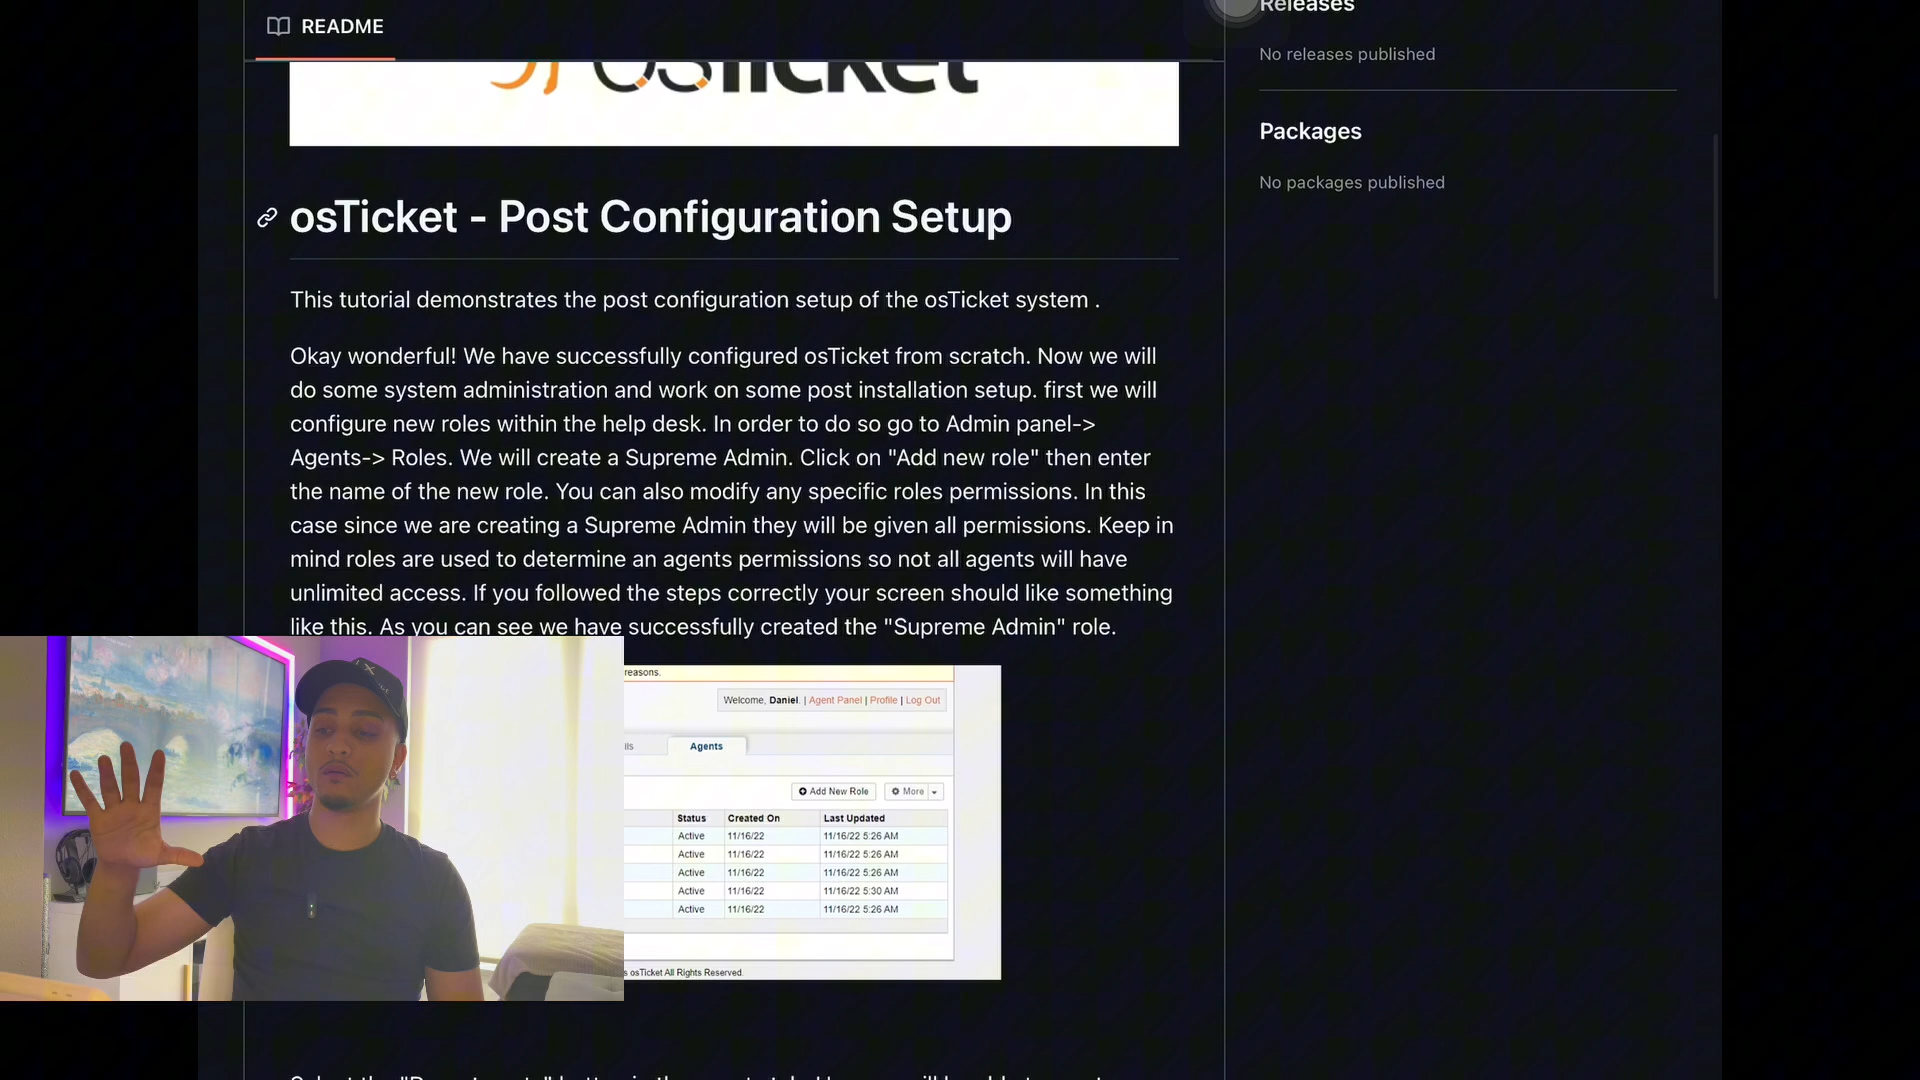 Releases
README
No releases published
osTicket
Packages
No packages published
osTicket - Post Configuration Setup
This tutorial demonstrates the post configuration setup of the osTicket system .
Okay wonderful! We have successfully configured osTicket from scratch. Now we will
do some system administration and work on some post installation setup. first we will
configure new roles within the help desk. In order to do so go to Admin panel->
Agents-> Roles. We will create a Supreme Admin. Click on "Add new role" then enter
the name of the new role. You can also modify any specific roles permissions. In this
case since we are creating a Supreme Admin they will be given all permissions. Keep in
mind roles are used to determine an agents permissions so not all agents will have
unlimited access. If you followed the steps correctly your screen should like something
like this. As you can see we have successfully created the "Supreme Admin" role.
reasons.
Welcome, Daniel. | Agent Panel | Profile | Log Out
ils Agents
Add New Role More
Status Created On Last Updated
Active 11/16/22 11/16/22 5:26 AM
Active 11/16/22 11/16/22 5:26 AM
Active 11/16/22 11/16/22 5:26 AM
Active 11/16/22 11/16/22 5:30 AM
Active 11/16/22 11/16/22 5:26 AM
s osTicket All Rights Reserved.